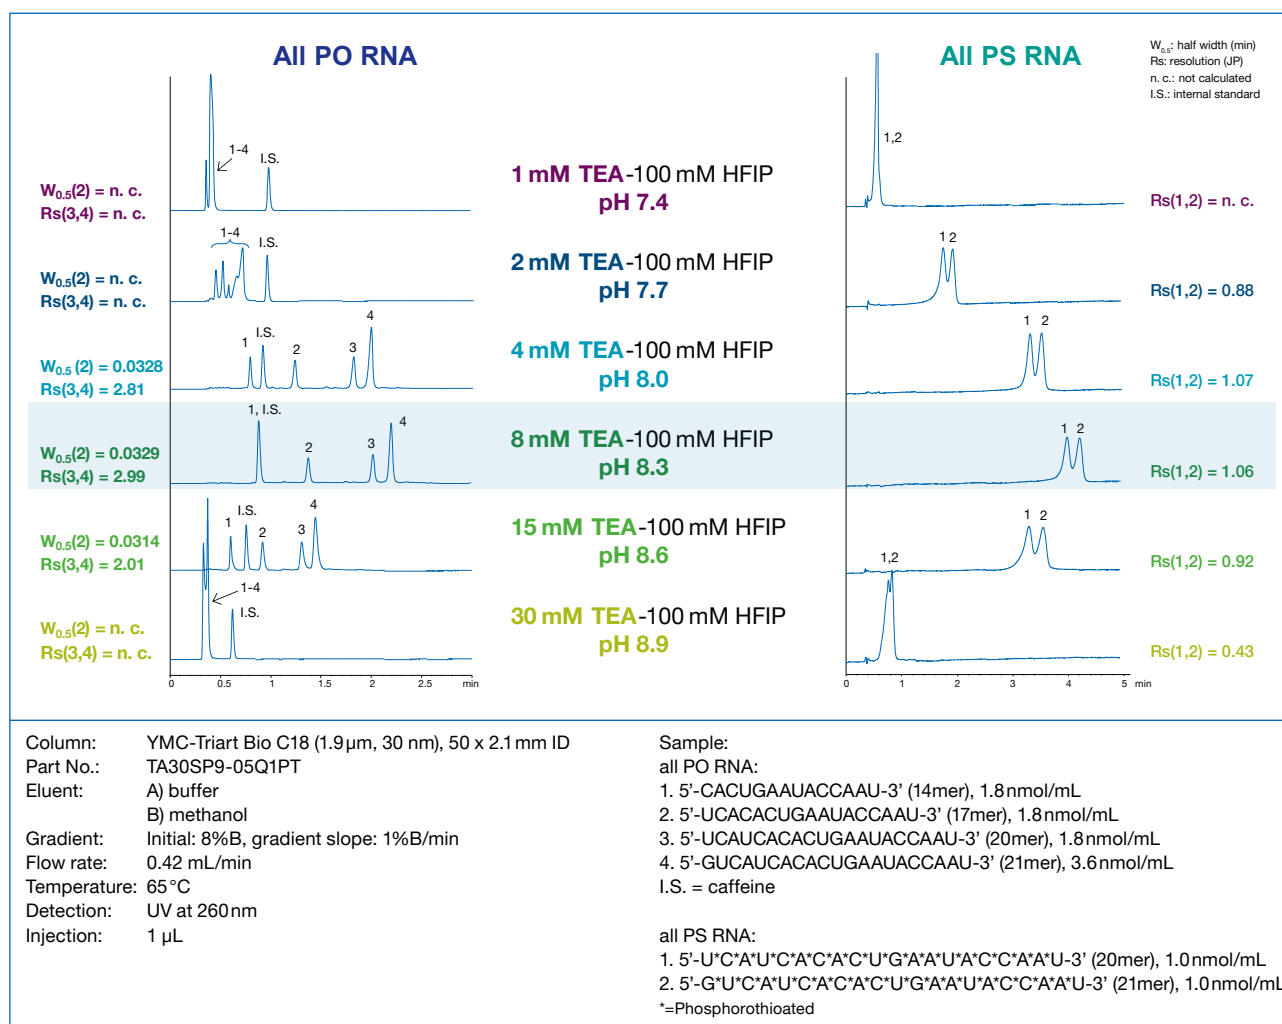 All PO RNA
All PS RNA
W0.5: half width (min)
Rs: resolution (JP)
n. c.: not calculated
I.S.: internal standard
1-4
I.S.
W0.5(2) = n. c.
Rs(3,4) = n. c.
1 mM TEA-100 mM HFIP
pH 7.4
1,2
Rs(1,2) = n. c.
1-4
I.S.
W0.5(2) = n. c.
Rs(3,4) = n. c.
2 mM TEA-100 mM HFIP
pH 7.7
1 2
Rs(1,2) = 0.88
1 I.S. 2 3 4
W0.5 (2) = 0.0328
Rs(3,4) = 2.81
4 mM TEA-100 mM HFIP
pH 8.0
1 2
Rs(1,2) = 1.07
1, I.S. 2 3 4
W0.5(2) = 0.0329
Rs(3,4) = 2.99
8 mM TEA-100 mM HFIP
pH 8.3
1 2
Rs(1,2) = 1.06
1 I.S. 2 3 4
W0.5(2) = 0.0314
Rs(3,4) = 2.01
15 mM TEA-100 mM HFIP
pH 8.6
1 2
Rs(1,2) = 0.92
1-4
I.S.
W0.5(2) = n. c.
Rs(3,4) = n. c.
30 mM TEA-100 mM HFIP
pH 8.9
1,2
Rs(1,2) = 0.43
0 0.5 1 1.5 2 2.5 min
0 1 2 3 4 5 min
Column: YMC-Triart Bio C18 (1.9 µm, 30 nm), 50 x 2.1 mm ID
Part No.: TA30SP9-05Q1PT
Eluent: A) buffer
B) methanol
Gradient: Initial: 8%B, gradient slope: 1%B/min
Flow rate: 0.42 mL/min
Temperature: 65 °C
Detection: UV at 260 nm
Injection: 1 µL
Sample:
all PO RNA:
1. 5'-CACUGAAUACCAAU-3' (14mer), 1.8 nmol/mL
2. 5'-UCACACUGAAUACCAAU-3' (17mer), 1.8 nmol/mL
3. 5'-UCAUCACACUGAAUACCAAU-3' (20mer), 1.8 nmol/mL
4. 5'-GUCAUCACACUGAAUACCAAU-3' (21mer), 3.6 nmol/mL
I.S. = caffeine
all PS RNA:
1. 5'-U*C*A*U*C*A*C*A*C*U*G*A*A*U*A*C*C*A*A*U-3' (20mer), 1.0 nmol/mL
2. 5'-G*U*C*A*U*C*A*C*A*C*U*G*A*A*U*A*C*C*A*A*U-3' (21mer), 1.0 nmol/mL
*=Phosphorothioated